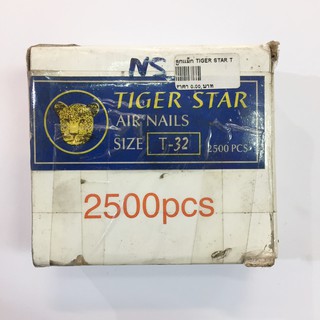 NS
ลูกแม็ก TIGER STAR T
ราคา 0.00 บาท
TIGER STAR
AIR NAILS
SIZE T-32 2500 PCS
2500pcs